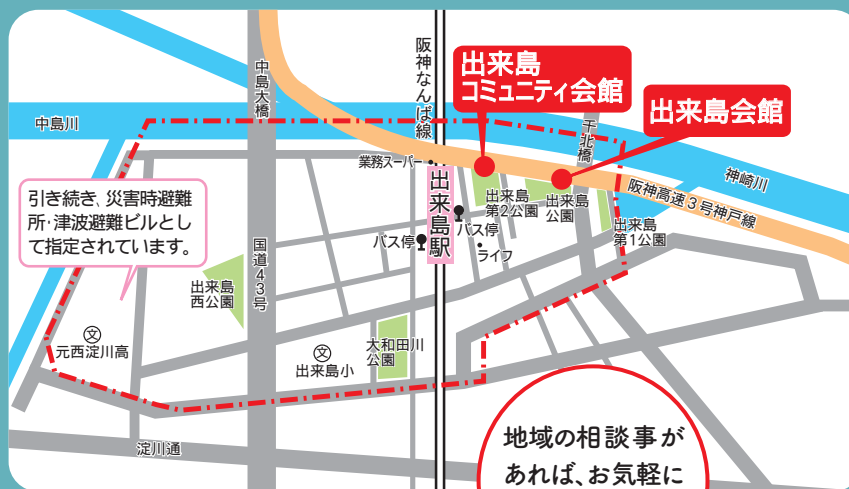 出来島
コミュニティ会館
出来島会館
中島川
中島大橋
阪神なんば線
千北橋
神崎川
業務スーパー
阪神高速3号神戸線
引き続き、災害時避難
所・津波避難ビルとし
て指定されています。
出来島駅
出来島
第2公園
出来島
公園
出来島
第1公園
バス停
バス停
ライフ
国道43号
出来島
西公園
文
元西淀川高
文
出来島小
大和田川
公園
淀川通
地域の相談事が
あれば、お気軽に